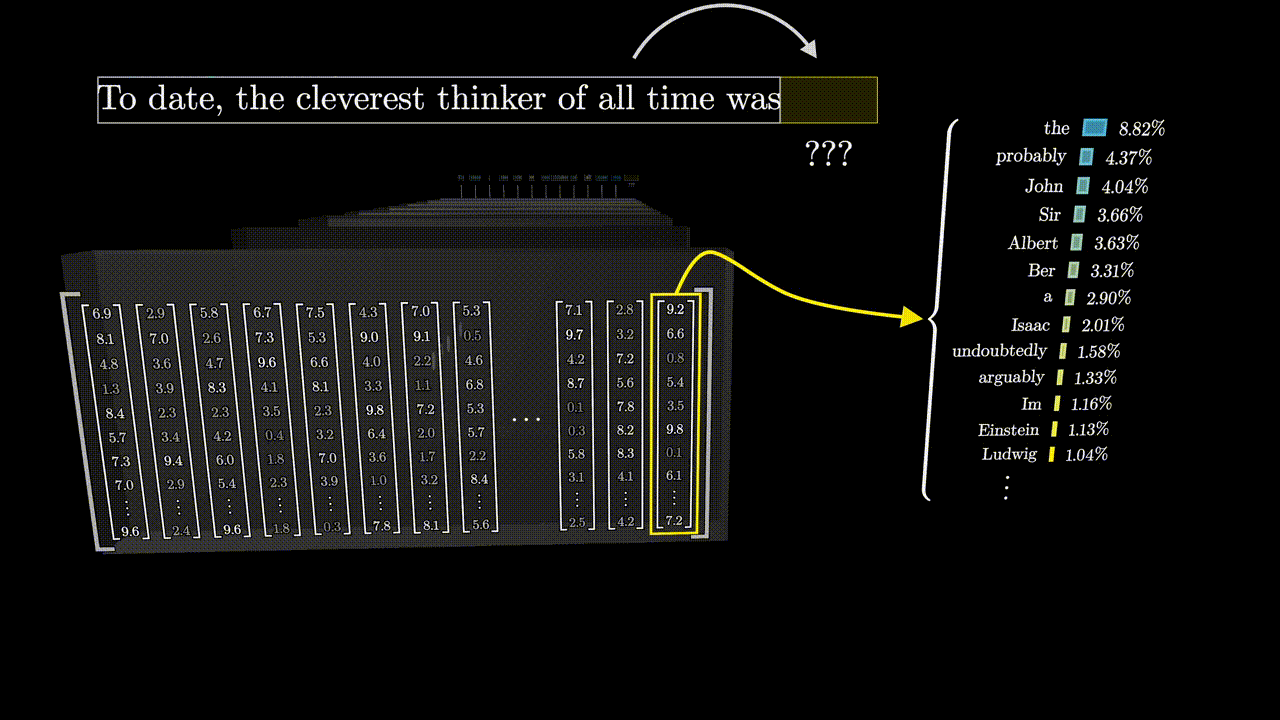 To date, the cleverest thinker of all time was
???
the 8.82%
probably 4.37%
John 4.04%
Sir 3.66%
Albert 3.63%
Ber 3.31%
a 2.90%
Isaac 2.01%
undoubtedly 1.58%
arguably 1.33%
Im 1.16%
Einstein 1.13%
Ludwig 1.04%
⋮
6.9 2.9 5.8 6.7 7.5 4.3 7.0 5.3 7.1 2.8 9.2
8.1 7.0 2.6 7.3 5.3 9.0 9.1 0.5 9.7 3.2 6.6
4.8 3.6 4.7 9.6 6.6 4.0 2.2 4.6 4.2 7.2 0.8
1.3 3.9 8.3 4.1 8.1 3.3 1.1 6.8 8.7 5.6 5.4
8.4 2.3 2.3 3.5 2.3 9.8 7.2 5.3 ... 0.1 7.8 3.5
5.7 3.4 4.2 0.4 3.2 6.4 2.0 5.7 0.3 8.2 9.8
7.3 9.4 6.0 1.8 7.0 3.6 1.7 2.2 5.8 8.3 0.1
7.0 2.9 5.4 2.3 3.9 1.0 3.2 8.4 3.1 4.1 6.1
⋮ ⋮ ⋮ ⋮ ⋮ ⋮ ⋮ ⋮ ⋮ ⋮ ⋮
9.6 2.4 9.6 1.8 0.3 7.8 8.1 5.6 2.5 4.2 7.2